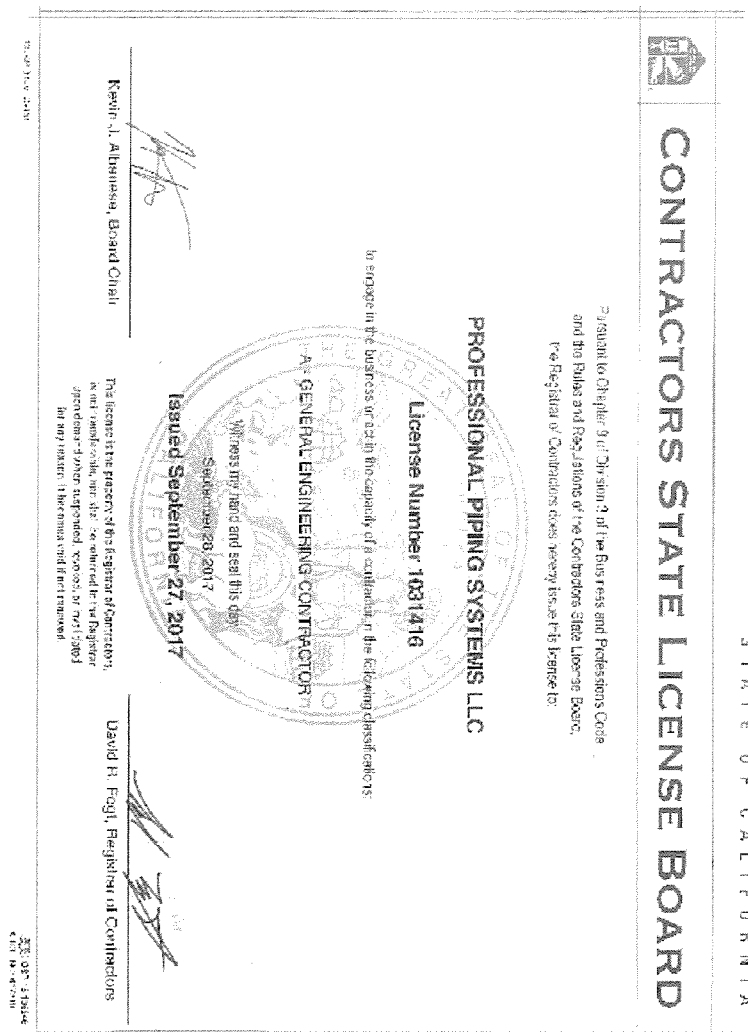 STATE OF CALIFORNIA
CONTRACTORS STATE LICENSE BOARD
Pursuant to Chapter 9 of Division 3 of the Business and Professions Code
and the Rules and Regulations of the Contractors State License Board,
the Registrar of Contractors does hereby issue this license to:
PROFESSIONAL PIPING SYSTEMS LLC
License Number 1031416
to engage in the business or act in the capacity of a contractor in the following classifications:
A - GENERAL ENGINEERING CONTRACTOR
Witness my hand and seal this day,
September 28, 2017
Issued September 27, 2017
Kevin J. Albanese, Board Chair
This license is the property of the Registrar of Contractors,
is not transferable, and shall be returned to the Registrar
upon demand when suspended, revoked, or invalidated
for any reason. It becomes void if not renewed.
David R. Fogt, Registrar of Contractors